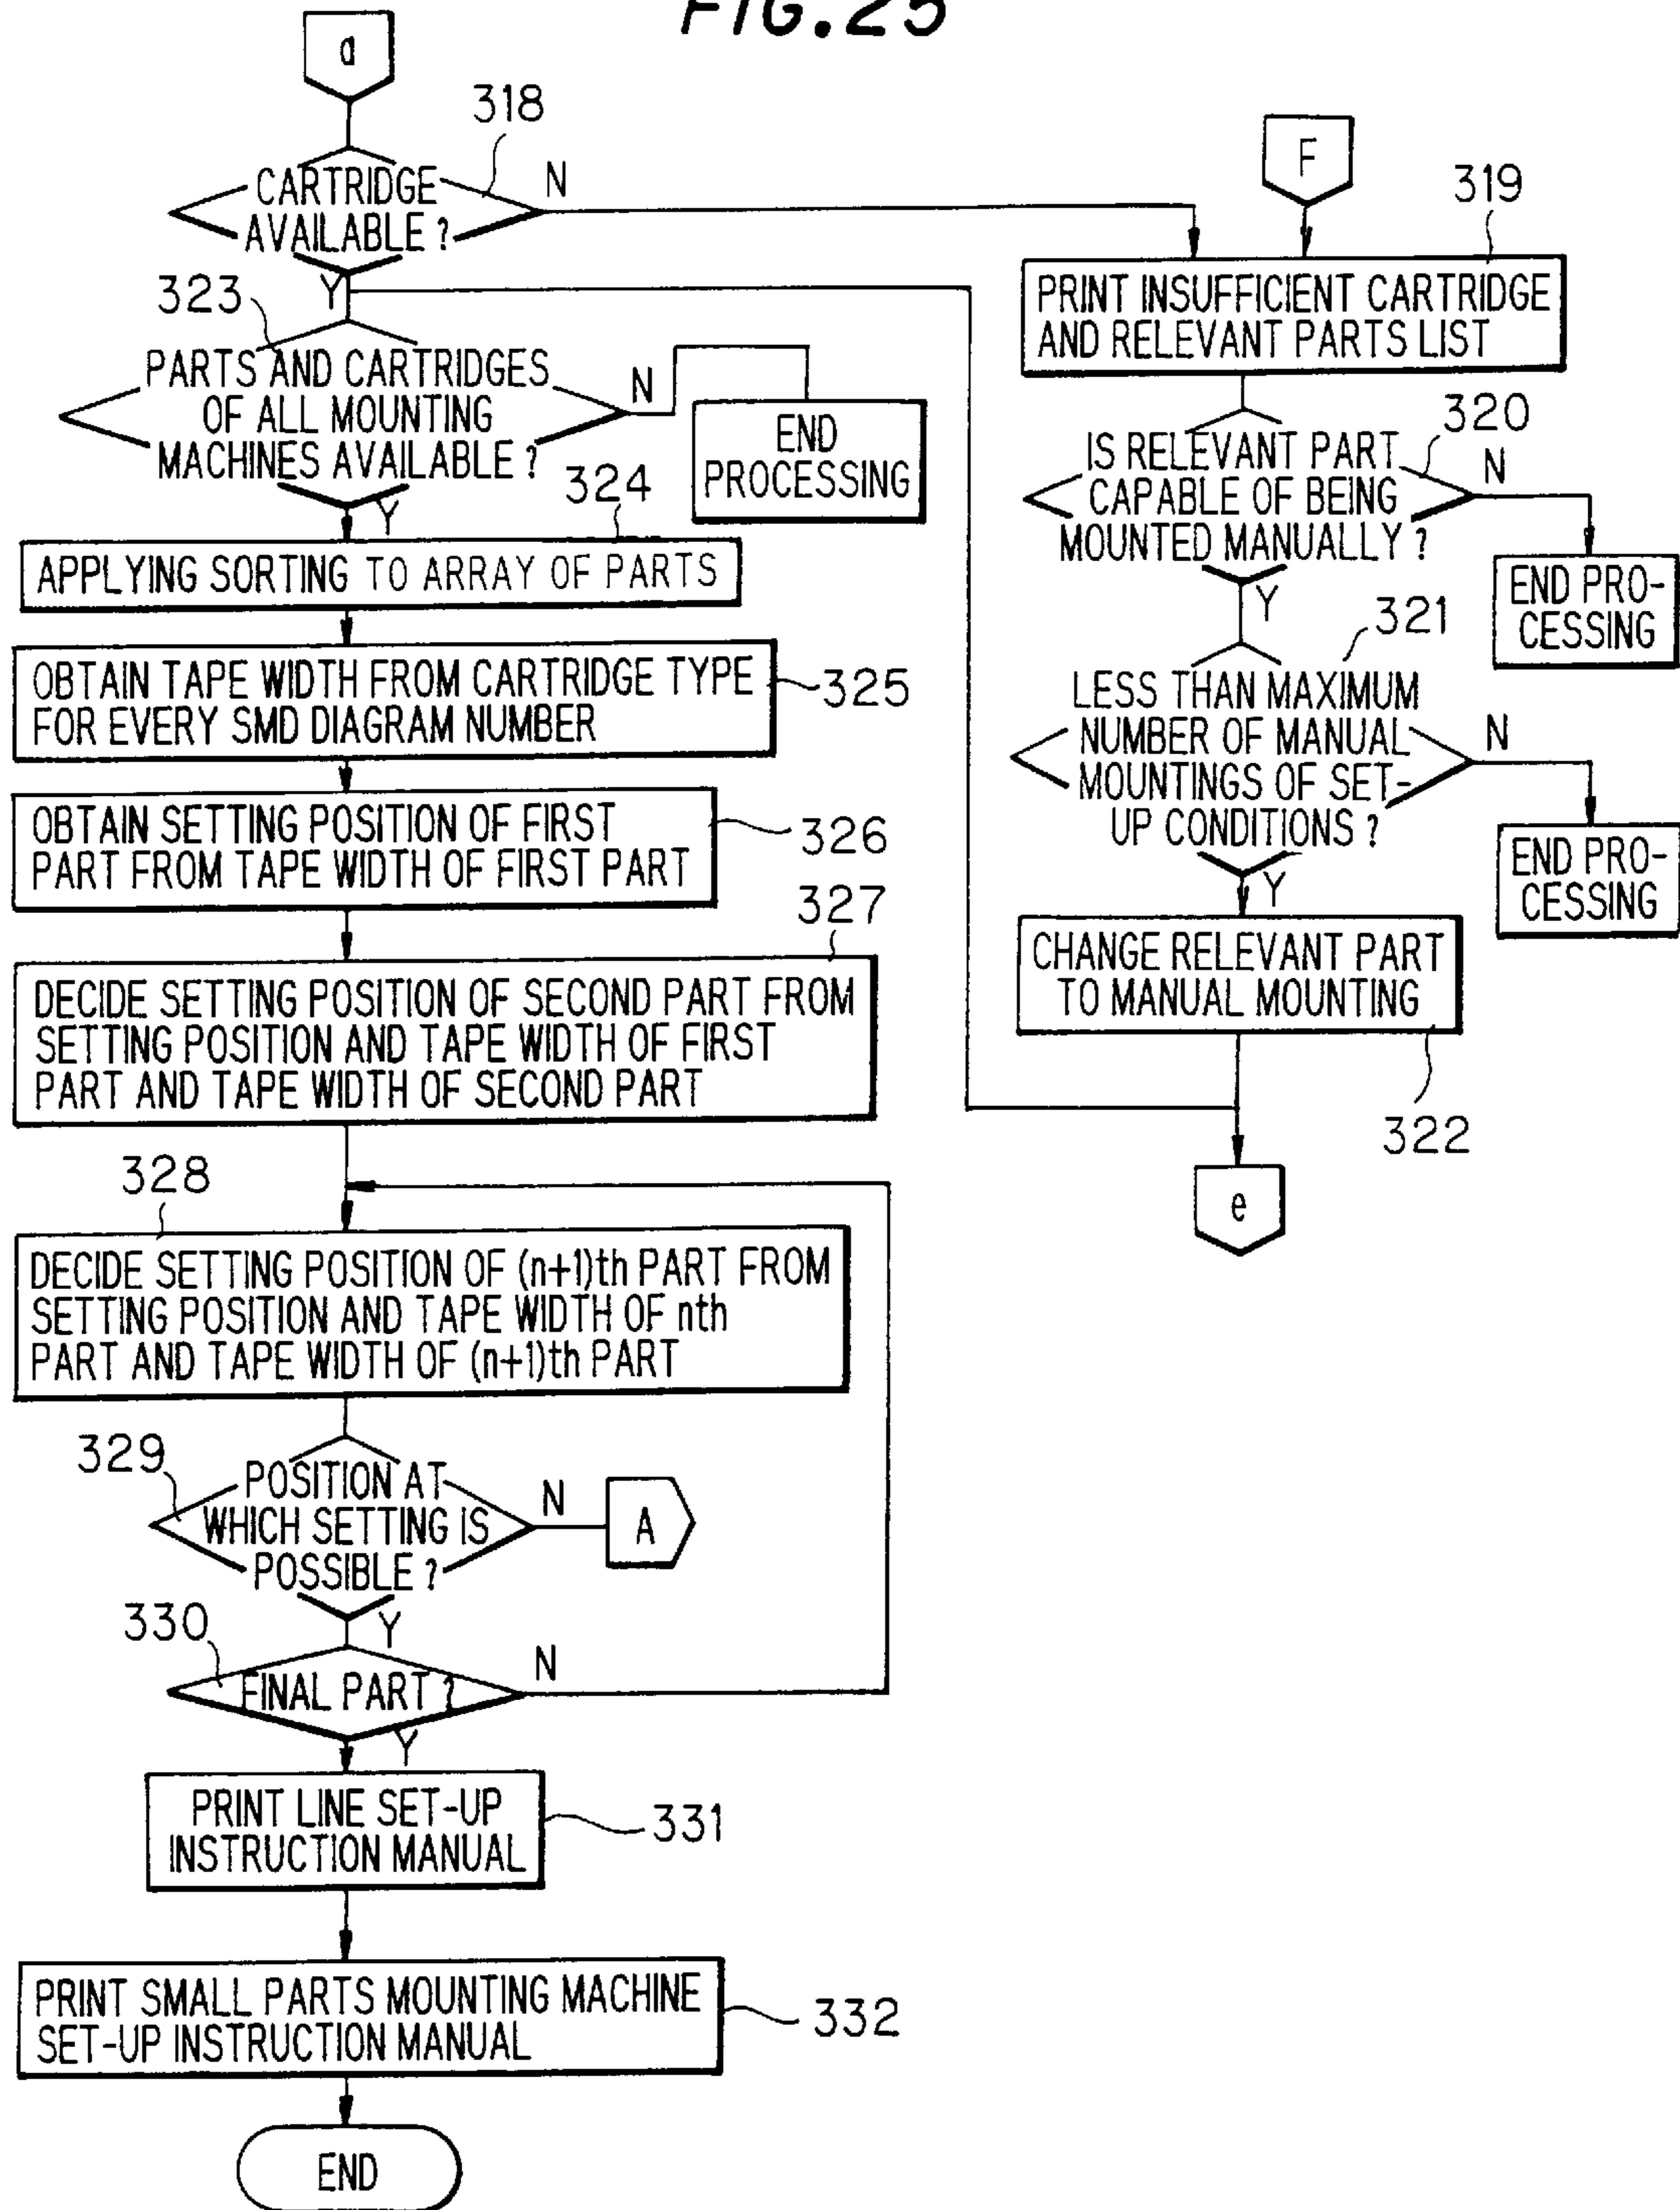 FIG.25
a
318
CARTRIDGE
AVAILABLE ?
N
Y
323
PARTS AND CARTRIDGES
OF ALL MOUNTING
MACHINES AVAILABLE ?
N
END
PROCESSING
Y
324
APPLYING SORTING TO ARRAY OF PARTS
OBTAIN TAPE WIDTH FROM CARTRIDGE TYPE
FOR EVERY SMD DIAGRAM NUMBER
325
OBTAIN SETTING POSITION OF FIRST
PART FROM TAPE WIDTH OF FIRST PART
326
327
DECIDE SETTING POSITION OF SECOND PART FROM
SETTING POSITION AND TAPE WIDTH OF FIRST
PART AND TAPE WIDTH OF SECOND PART
328
DECIDE SETTING POSITION OF (n+1)th PART FROM
SETTING POSITION AND TAPE WIDTH OF nth
PART AND TAPE WIDTH OF (n+1)th PART
329
POSITION AT
WHICH SETTING IS
POSSIBLE ?
N
A
Y
330
FINAL PART ?
N
Y
PRINT LINE SET-UP
INSTRUCTION MANUAL
331
PRINT SMALL PARTS MOUNTING MACHINE
SET-UP INSTRUCTION MANUAL
332
END
F
319
PRINT INSUFFICIENT CARTRIDGE
AND RELEVANT PARTS LIST
320
IS RELEVANT PART
CAPABLE OF BEING
MOUNTED MANUALLY ?
N
END PRO-
CESSING
Y
321
LESS THAN MAXIMUM
NUMBER OF MANUAL
MOUNTINGS OF SET-
UP CONDITIONS ?
N
END PRO-
CESSING
Y
CHANGE RELEVANT PART
TO MANUAL MOUNTING
322
e